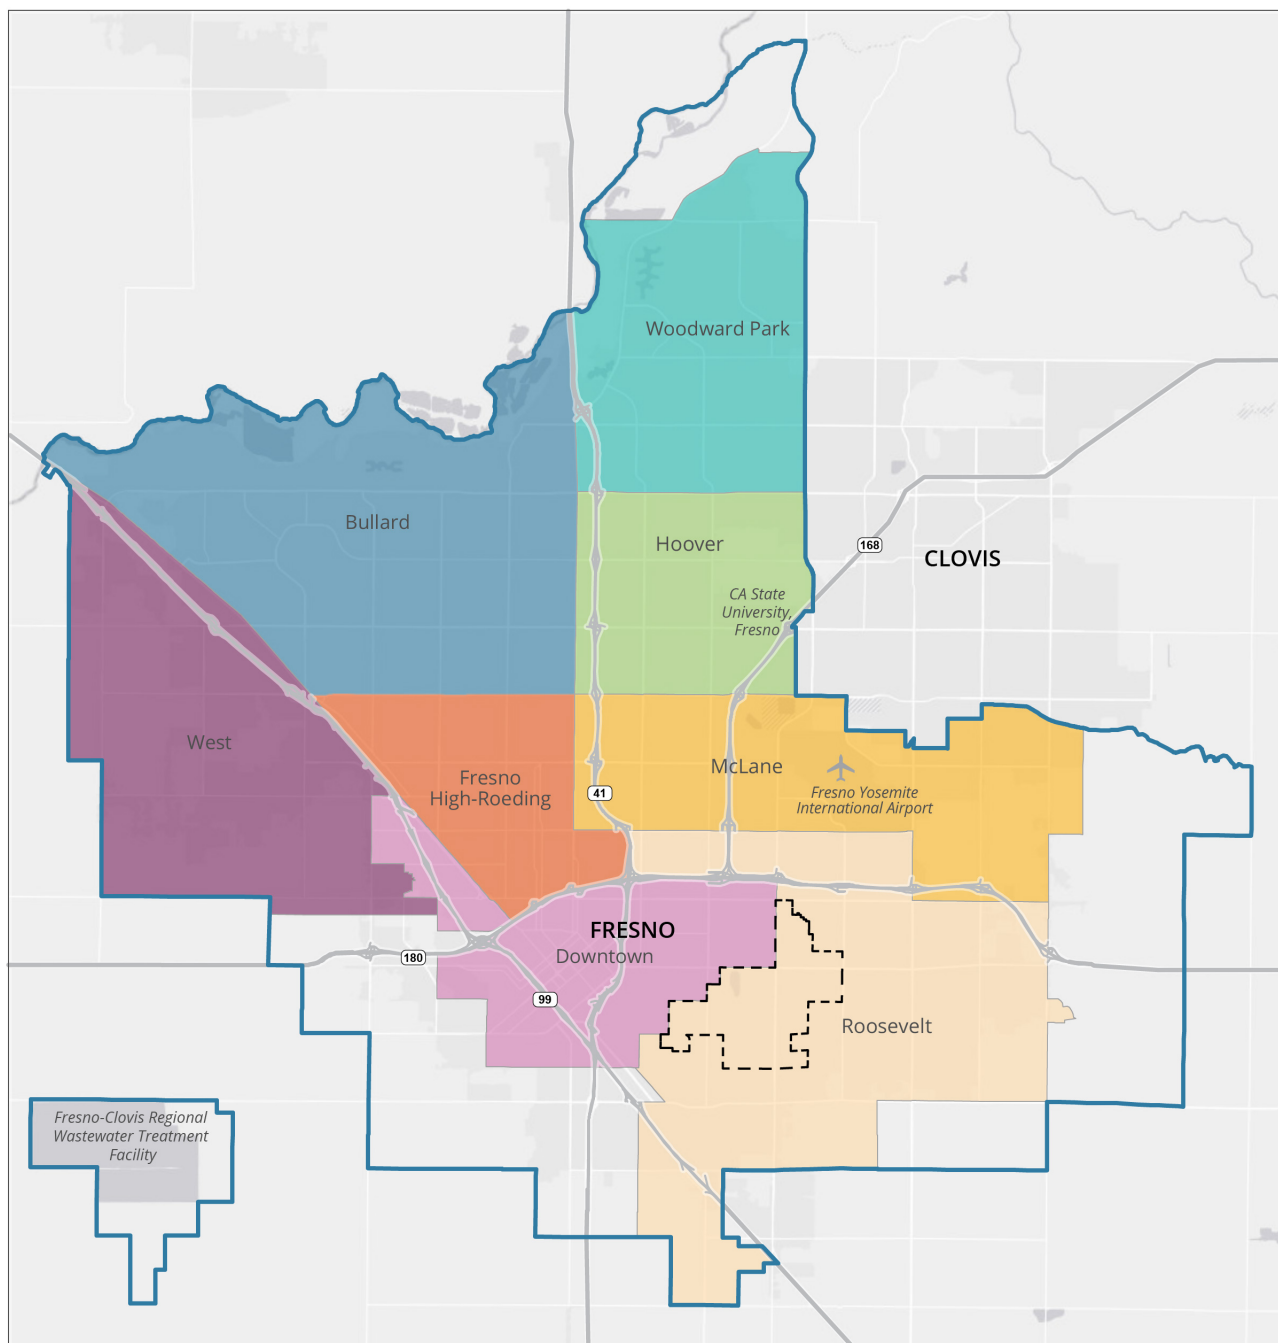 Woodward Park
Bullard
Hoover
168
CLOVIS
CA State
University,
Fresno
West
McLane
Fresno
High-Roeding
41
Fresno Yosemite
International Airport
FRESNO
Downtown
180
99
Roosevelt
Fresno-Clovis Regional
Wastewater Treatment
Facility